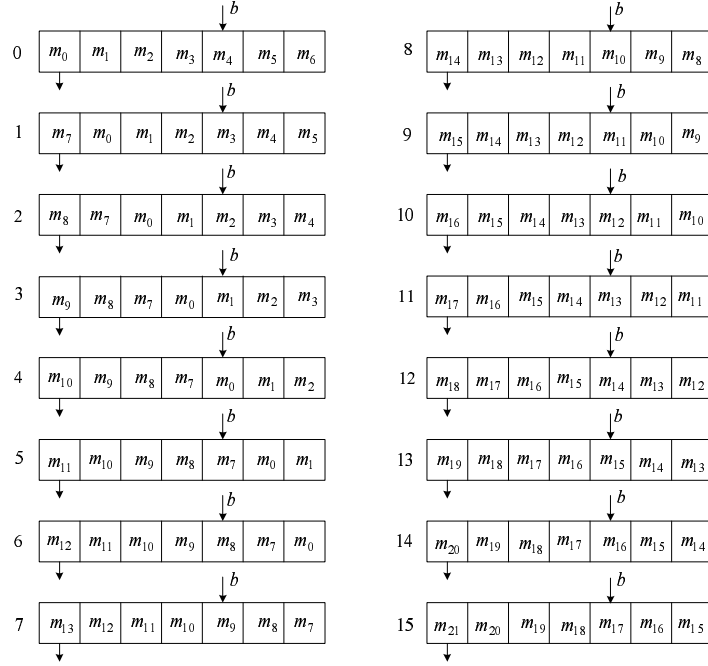 b
0 m₀ m₁ m₂ m₃ m₄ m₅ m₆
b
1 m₇ m₀ m₁ m₂ m₃ m₄ m₅
b
2 m₈ m₇ m₀ m₁ m₂ m₃ m₄
b
3 m₉ m₈ m₇ m₀ m₁ m₂ m₃
b
4 m₁₀ m₉ m₈ m₇ m₀ m₁ m₂
b
5 m₁₁ m₁₀ m₉ m₈ m₇ m₀ m₁
b
6 m₁₂ m₁₁ m₁₀ m₉ m₈ m₇ m₀
b
7 m₁₃ m₁₂ m₁₁ m₁₀ m₉ m₈ m₇
b
8 m₁₄ m₁₃ m₁₂ m₁₁ m₁₀ m₉ m₈
b
9 m₁₅ m₁₄ m₁₃ m₁₂ m₁₁ m₁₀ m₉
b
10 m₁₆ m₁₅ m₁₄ m₁₃ m₁₂ m₁₁ m₁₀
b
11 m₁₇ m₁₆ m₁₅ m₁₄ m₁₃ m₁₂ m₁₁
b
12 m₁₈ m₁₇ m₁₆ m₁₅ m₁₄ m₁₃ m₁₂
b
13 m₁₉ m₁₈ m₁₇ m₁₆ m₁₅ m₁₄ m₁₃
b
14 m₂₀ m₁₉ m₁₈ m₁₇ m₁₆ m₁₅ m₁₄
b
15 m₂₁ m₂₀ m₁₉ m₁₈ m₁₇ m₁₆ m₁₅